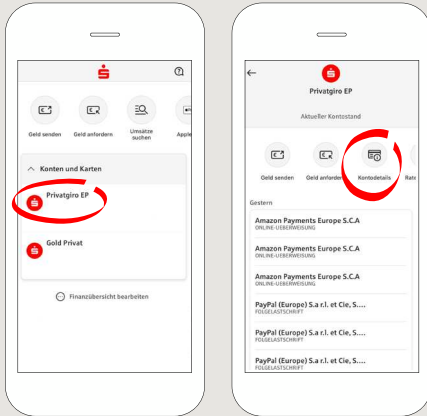 Geld senden
Geld anfordern
Umsätze
suchen
Apple
Konten und Karten
Privatgiro EP
Gold Privat
Finanzübersicht bearbeiten
Privatgiro EP
Aktueller Kontostand
Geld senden
Geld anfordern
Kontodetails
Rate
Gestern
Amazon Payments Europe S.C.A
ONLINE-UEBERWEISUNG
Amazon Payments Europe S.C.A
ONLINE-UEBERWEISUNG
Amazon Payments Europe S.C.A
ONLINE-UEBERWEISUNG
PayPal (Europe) S.a r.l. et Cie, S....
FOLGELASTSCHRIFT
PayPal (Europe) S.a r.l. et Cie, S....
FOLGELASTSCHRIFT
PayPal (Europe) S.a r.l. et Cie, S....
FOLGELASTSCHRIFT